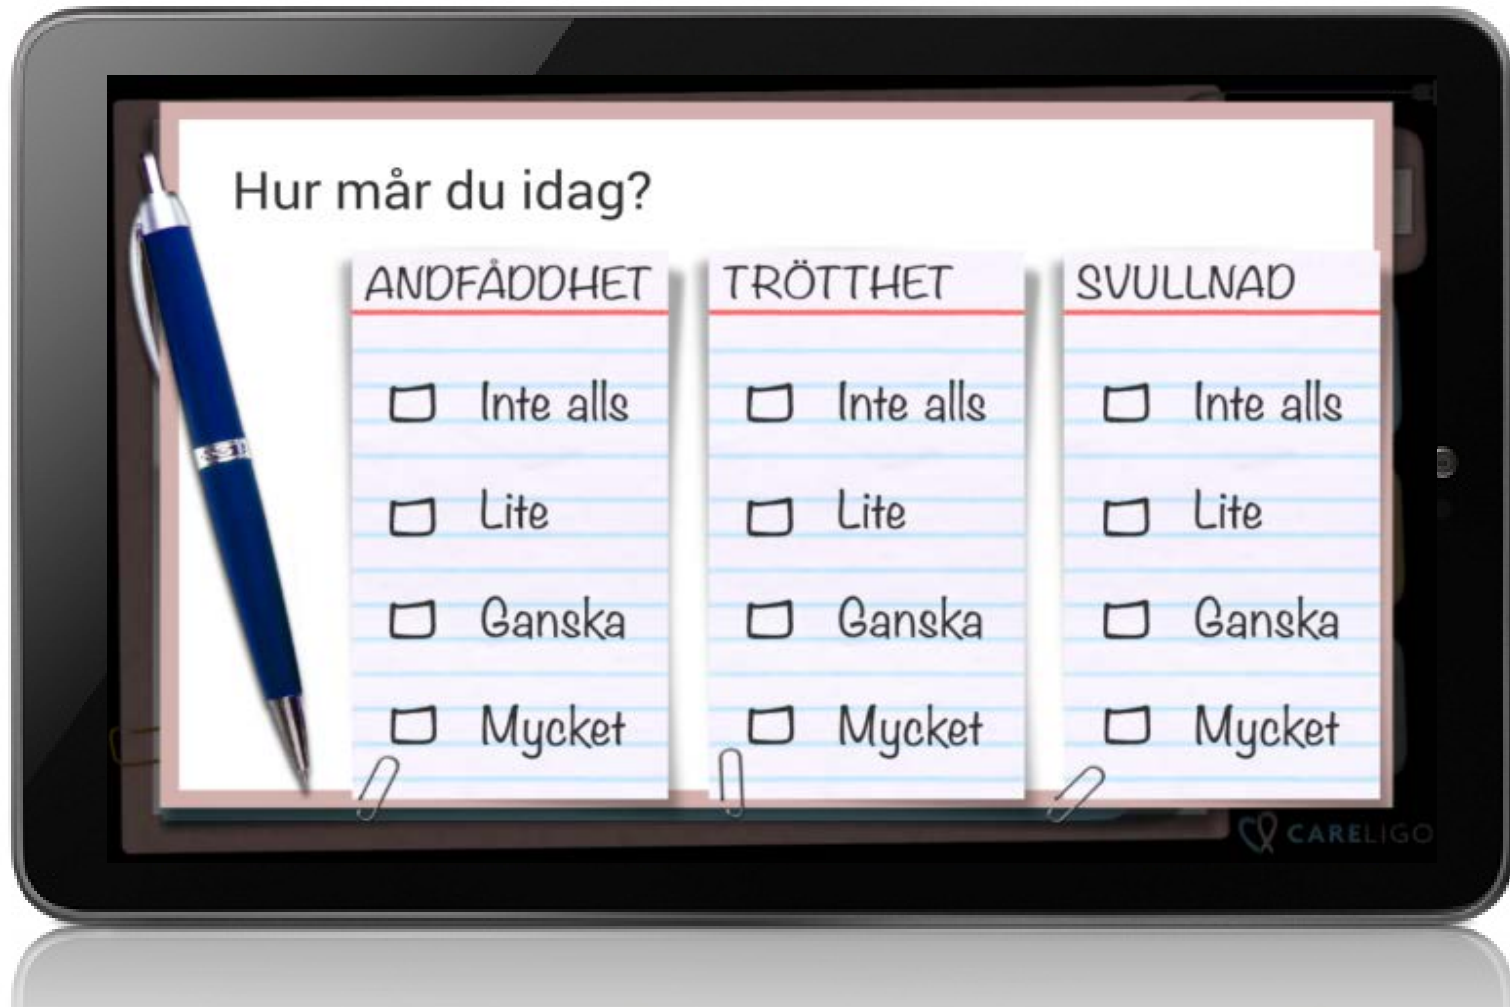 Hur mår du idag?
ANDFÅDDHET
Inte alls
Lite
Ganska
Mycket
TRÖTTHET
Inte alls
Lite
Ganska
Mycket
SVULLNAD
Inte alls
Lite
Ganska
Mycket
CARELIGO